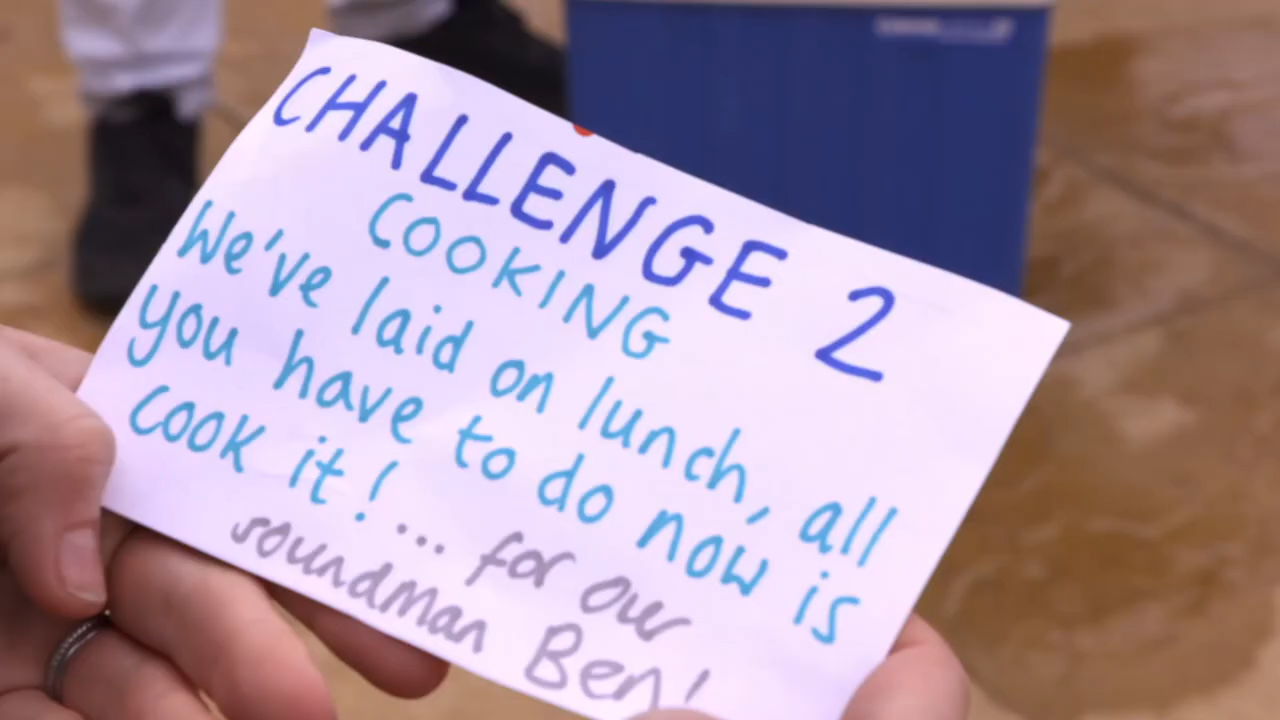 CHALLENGE 2
COOKING
We've laid on lunch, all
you have to do now is
cook it! ... for our
soundman Ben!